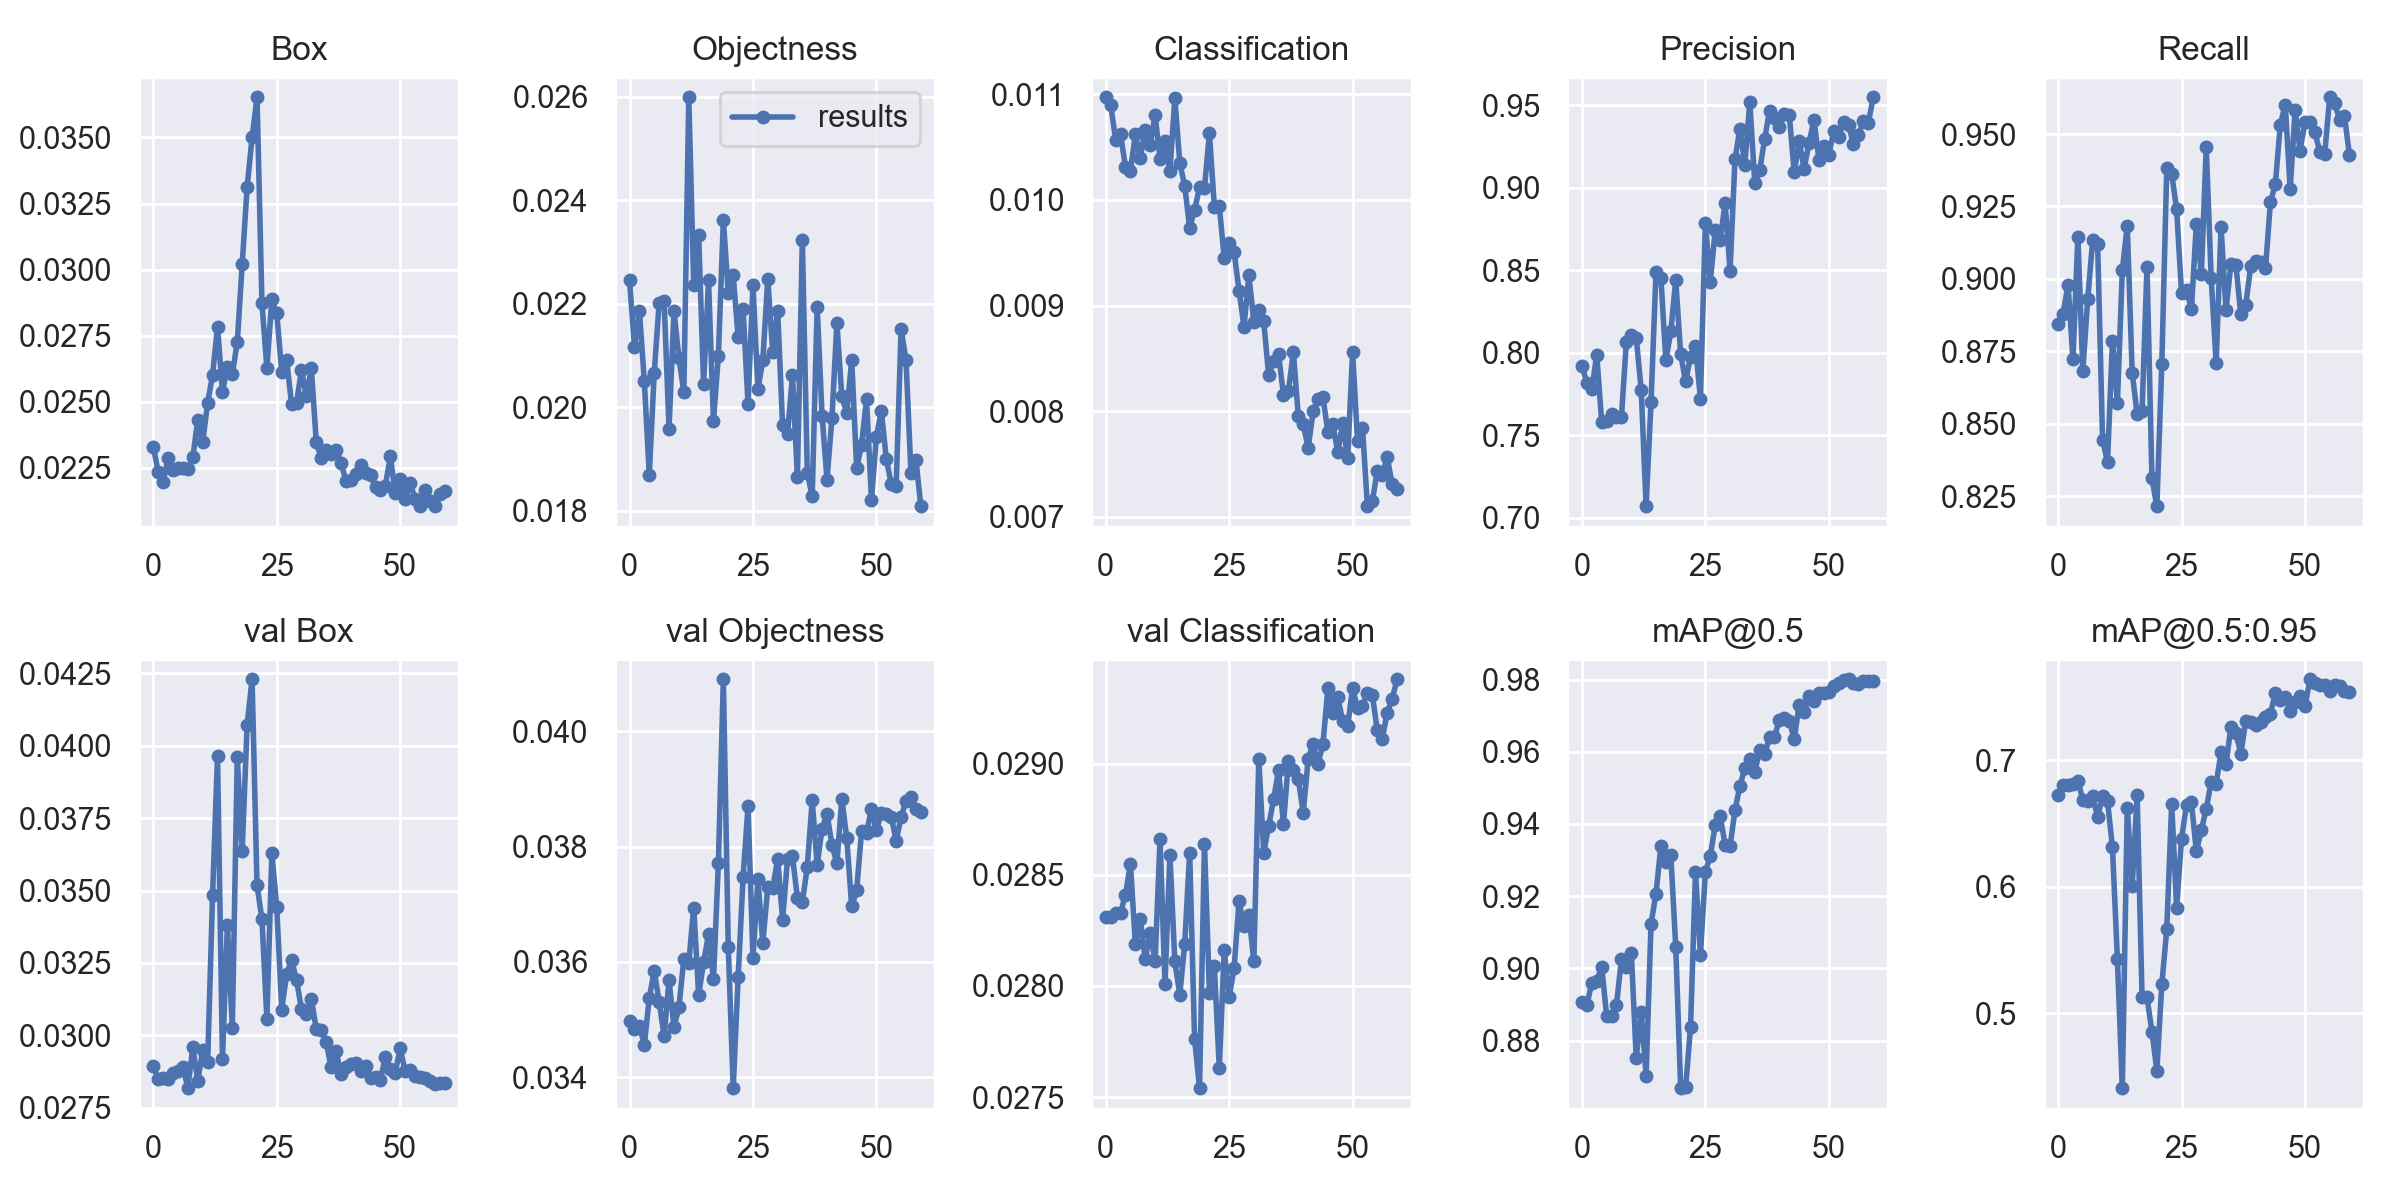 Box
0.0350
0.0325
0.0300
0.0275
0.0250
0.0225
0 25 50
Objectness
results
0.026
0.024
0.022
0.020
0.018
0 25 50
Classification
0.011
0.010
0.009
0.008
0.007
0 25 50
Precision
0.95
0.90
0.85
0.80
0.75
0.70
0 25 50
Recall
0.950
0.925
0.900
0.875
0.850
0.825
0 25 50
val Box
0.0425
0.0400
0.0375
0.0350
0.0325
0.0300
0.0275
0 25 50
val Objectness
0.040
0.038
0.036
0.034
0 25 50
val Classification
0.0290
0.0285
0.0280
0.0275
0 25 50
mAP@0.5
0.98
0.96
0.94
0.92
0.90
0.88
0 25 50
mAP@0.5:0.95
0.7
0.6
0.5
0 25 50